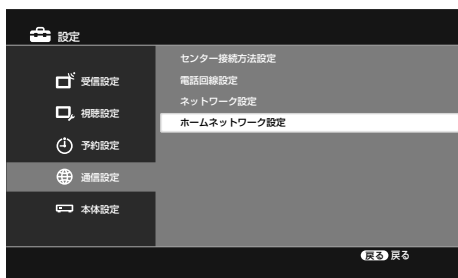 設定
受信設定
視聴設定
予約設定
通信設定
本体設定
センター接続方法設定
電話回線設定
ネットワーク設定
ホームネットワーク設定
戻る 戻る